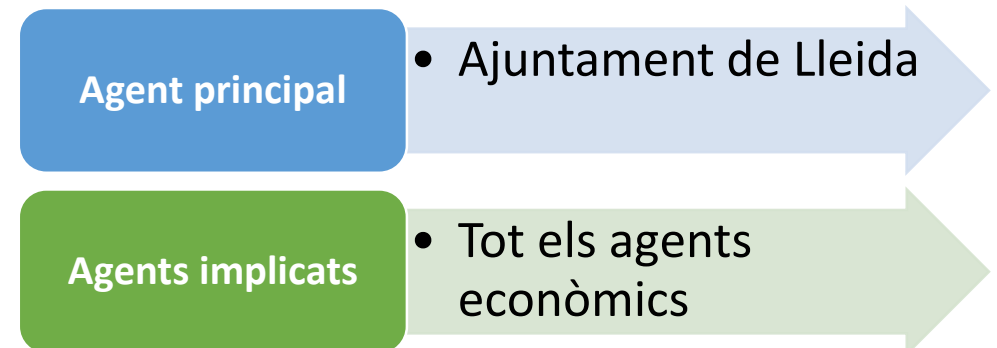 Agent principal
• Ajuntament de Lleida
Agents implicats
• Tot els agents
econòmics